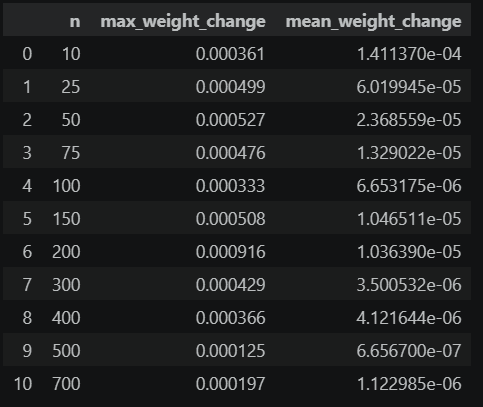 n max_weight_change mean_weight_change
0 10 0.000361 1.411370e-04
1 25 0.000499 6.019945e-05
2 50 0.000527 2.368559e-05
3 75 0.000476 1.329022e-05
4 100 0.000333 6.653175e-06
5 150 0.000508 1.046511e-05
6 200 0.000916 1.036390e-05
7 300 0.000429 3.500532e-06
8 400 0.000366 4.121644e-06
9 500 0.000125 6.656700e-07
10 700 0.000197 1.122985e-06